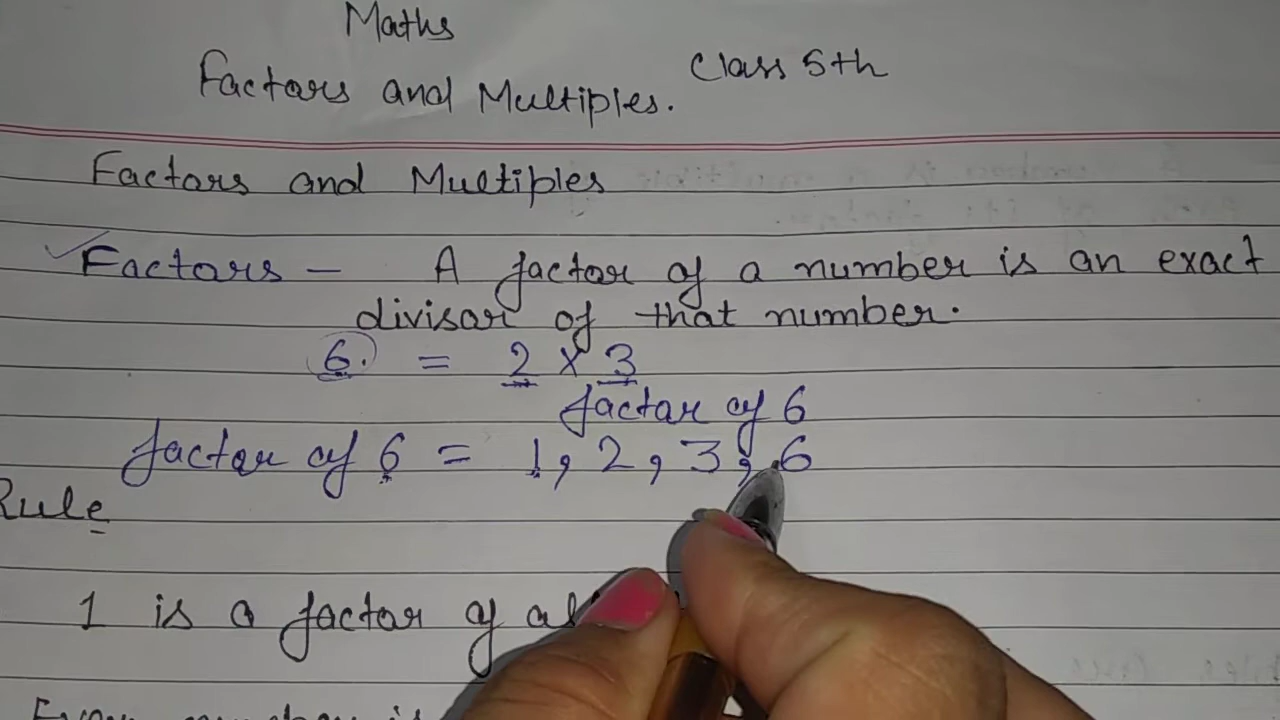 Maths
Class 5th
Factors and Multiples.
Factors and Multiples
Factors - A factor of a number is an exact
divisar of that number.
6. = 2 x 3
factor of 6
factor of 6 = 1, 2, 3, 6
Rule
1 is a factor of